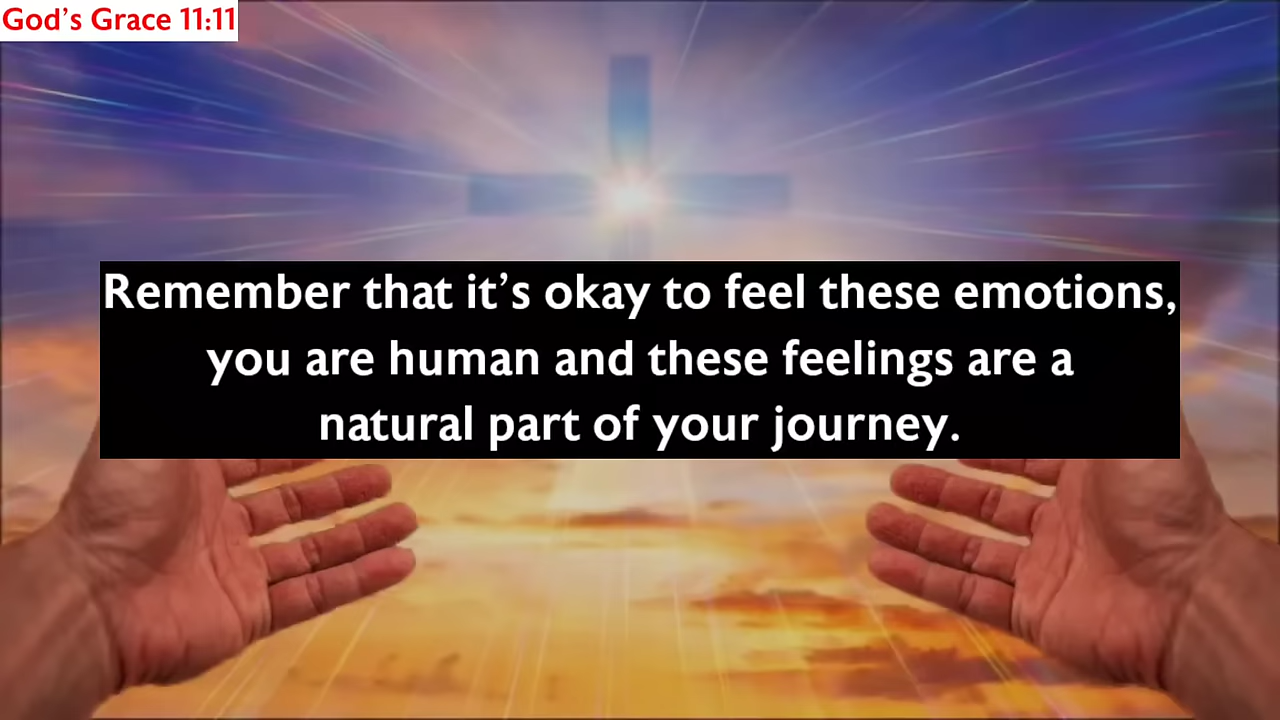 God’s Grace 11:11
Remember that it’s okay to feel these emotions,
you are human and these feelings are a
natural part of your journey.